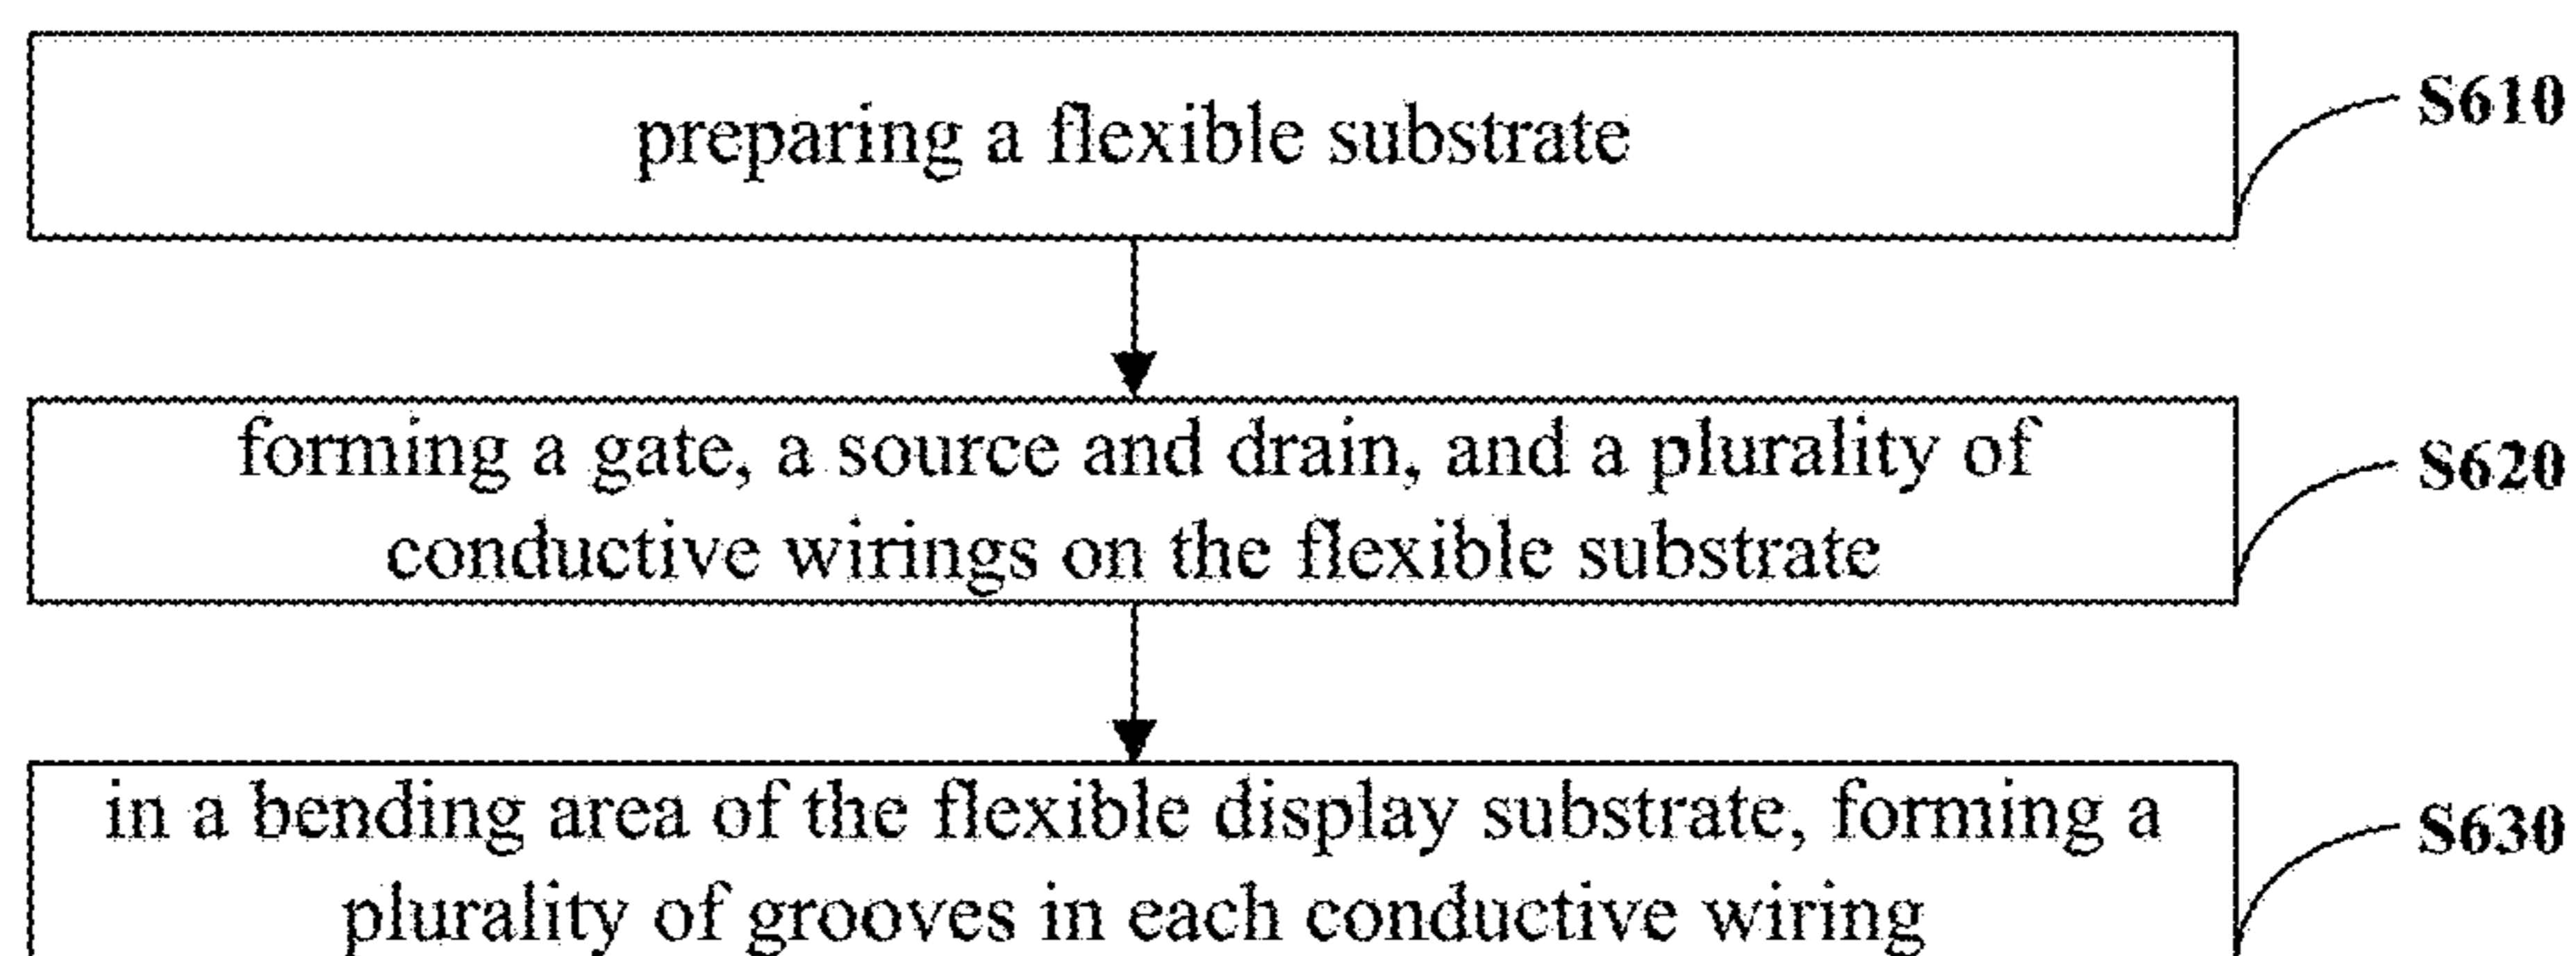 preparing a flexible substrate
S610
forming a gate, a source and drain, and a plurality of
conductive wirings on the flexible substrate
S620
in a bending area of the flexible display substrate, forming a
plurality of grooves in each conductive wiring
S630